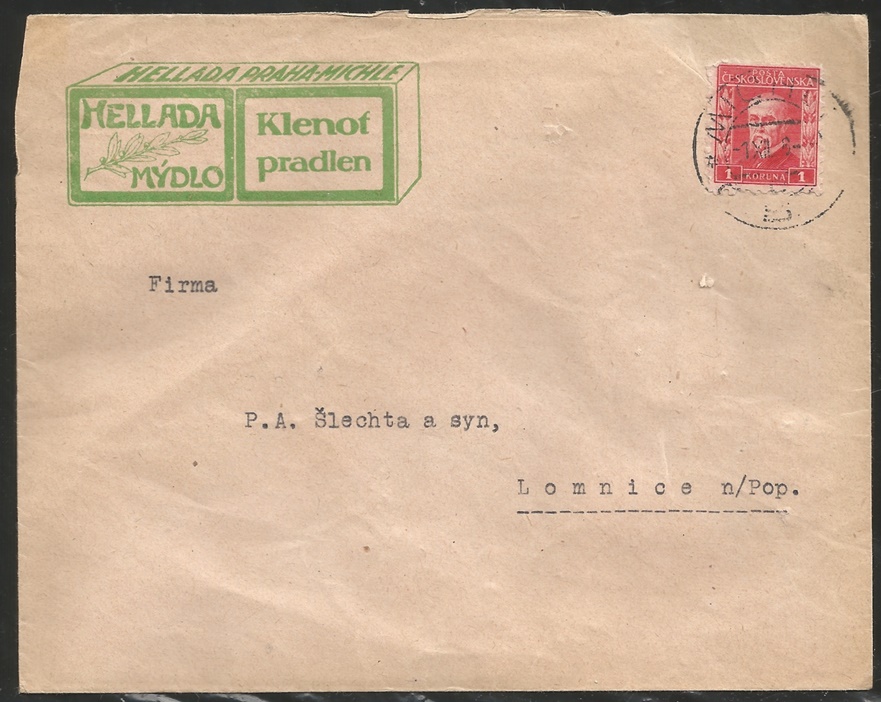 HELLADA PRAHA-MICHLE
HELLADA
MÝDLO
Klenot
pradlen
POŠTA
ČESKOSLOVENSKÁ
1 KORUNA 1
Firma
P.A. Šlechta a syn,
Lomnice n/Pop.